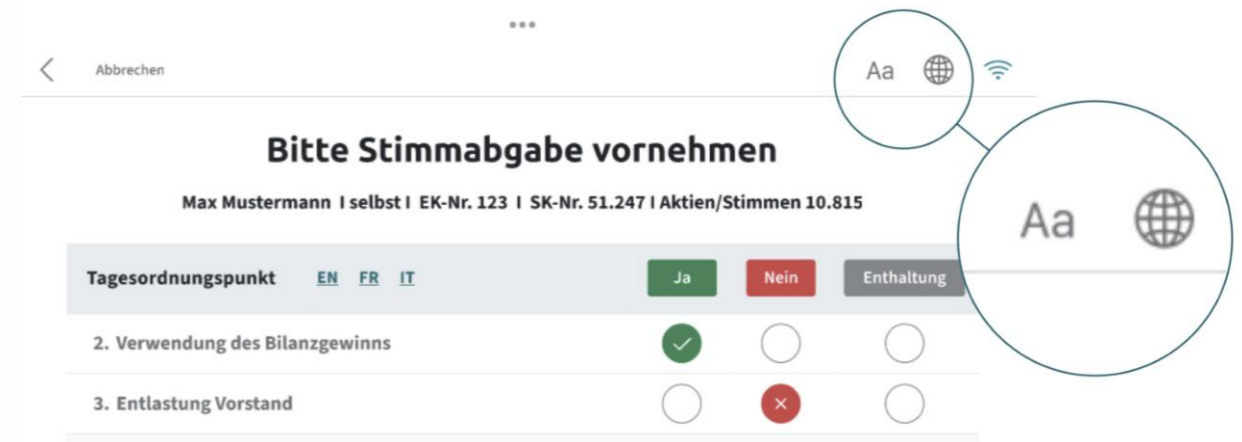 Abbrechen Aa
Aa
Bitte Stimmabgabe vornehmen
Max Mustermann I selbst I EK-Nr. 123 I SK-Nr. 51.247 I Aktien/Stimmen 10.815
Tagesordnungspunkt EN FR IT Ja Nein Enthaltung
2. Verwendung des Bilanzgewinns
3. Entlastung Vorstand